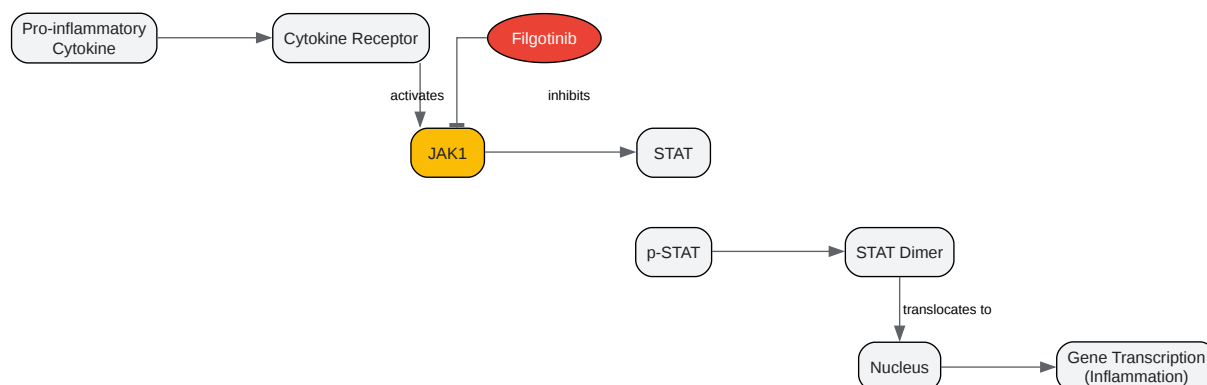 Pro-inflammatory
Cytokine
Cytokine Receptor
Filgotinib
activates
inhibits
JAK1
STAT
p-STAT
STAT Dimer
translocates to
Nucleus
Gene Transcription
(Inflammation)